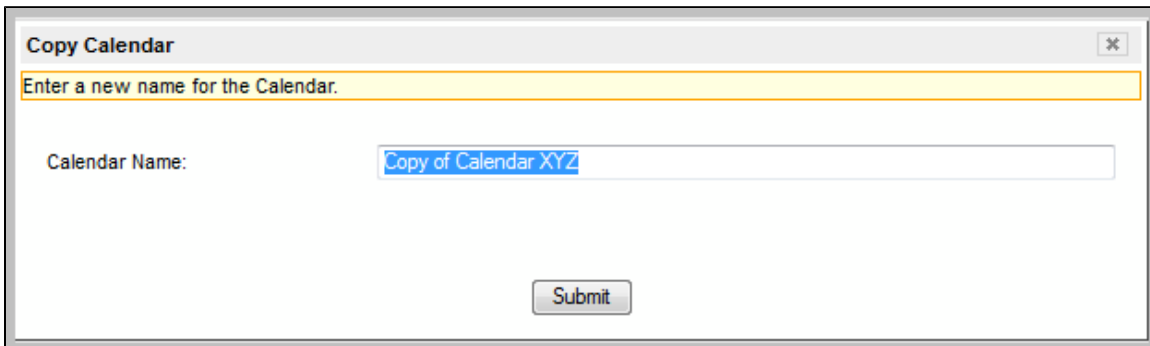 Copy Calendar
Enter a new name for the Calendar.
Calendar Name: Copy of Calendar XYZ
Submit